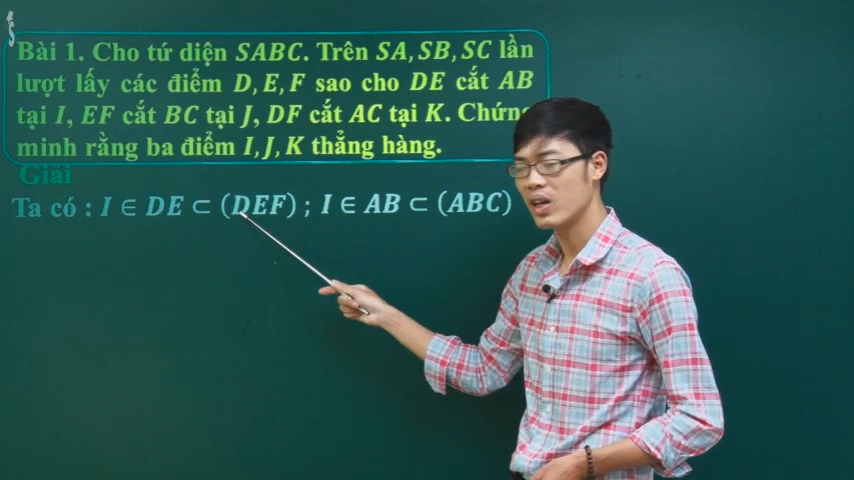 Bài 1. Cho tứ diện SABC. Trên SA, SB, SC lần
lượt lấy các điểm D, E, F sao cho DE cắt AB
tại I, EF cắt BC tại J, DF cắt AC tại K. Chứng
minh rằng ba điểm I, J, K thẳng hàng.
Giải
Ta có : I ∈ DE ⊂ (DEF) ; I ∈ AB ⊂ (ABC)